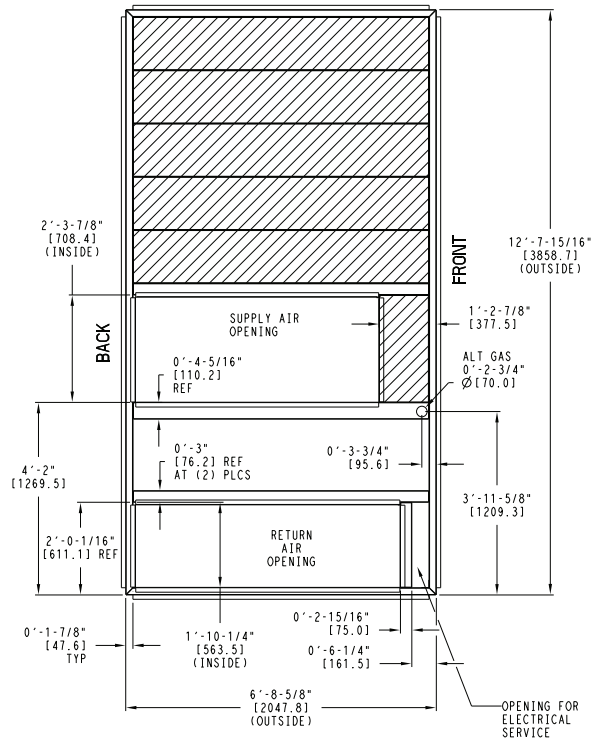 2'-3-7/8"
[708.4]
(INSIDE)
BACK
FRONT
12'-7-15/16"
[3858.7]
(OUTSIDE)
SUPPLY AIR
OPENING
1'-2-7/8"
[377.5]
0'-4-5/16"
[110.2]
REF
ALT GAS
0'-2-3/4"
Ø[70.0]
4'-2"
[1269.5]
0'-3"
[76.2] REF
AT (2) PLCS
0'-3-3/4"
[95.6]
3'-11-5/8"
[1209.3]
2'-0-1/16"
[611.1] REF
RETURN
AIR
OPENING
0'-1-7/8"
[47.6]
TYP
1'-10-1/4"
[563.5]
(INSIDE)
0'-2-15/16"
[75.0]
0'-6-1/4"
[161.5]
6'-8-5/8"
[2047.8]
(OUTSIDE)
OPENING FOR
ELECTRICAL
SERVICE